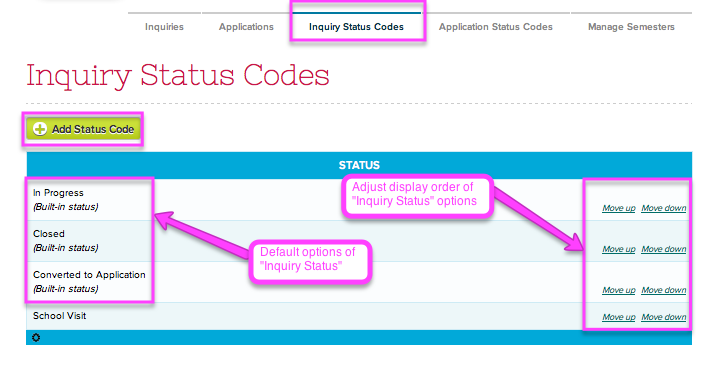 Inquiries Applications Inquiry Status Codes Application Status Codes Manage Semesters
Inquiry Status Codes
Add Status Code
STATUS
In Progress
(Built-in status)
Move up Move down
Adjust display order of
"Inquiry Status" options
Closed
(Built-in status)
Move up Move down
Default options of
"Inquiry Status"
Converted to Application
(Built-in status)
Move up Move down
School Visit
Move up Move down